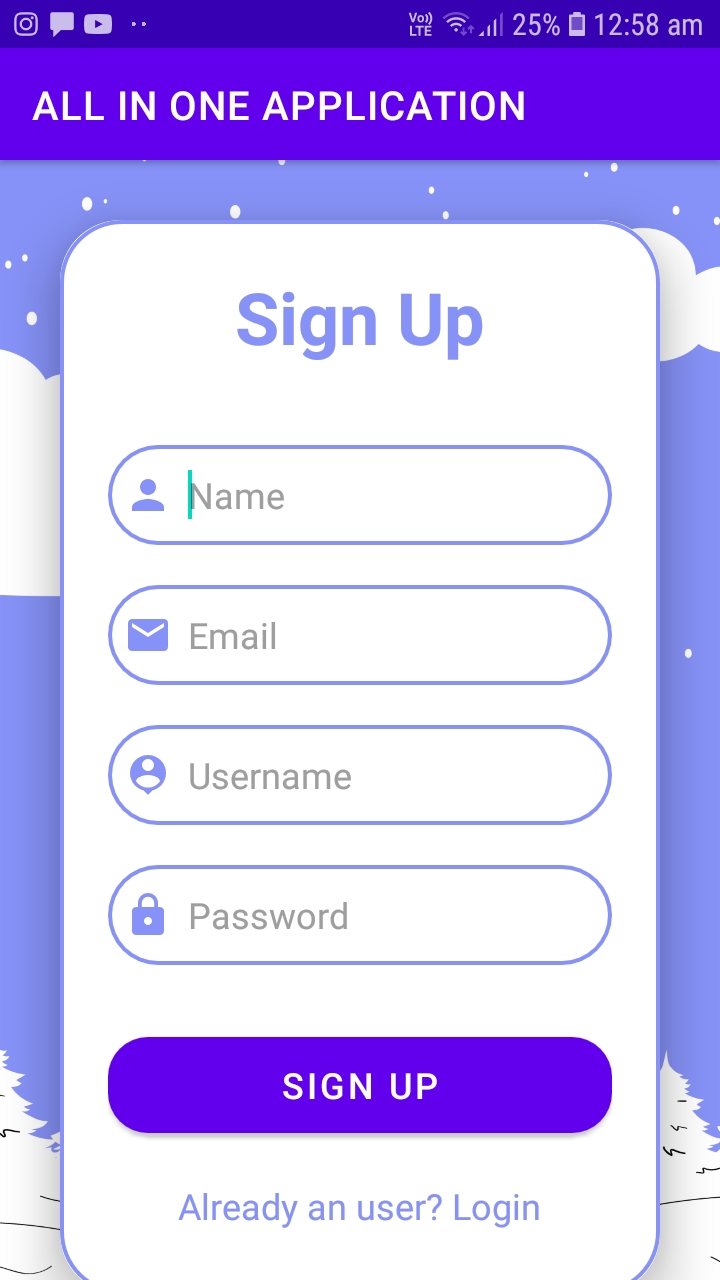 Vo)) LTE 25% 12:58 am
ALL IN ONE APPLICATION
Sign Up
Name
Email
Username
Password
SIGN UP
Already an user? Login